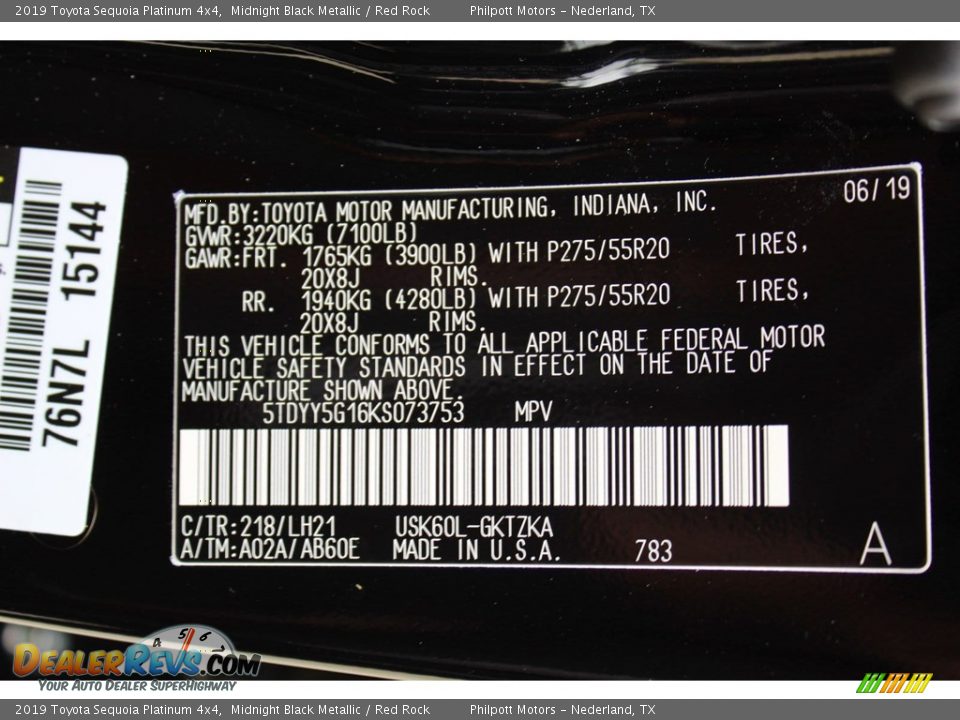 2019 Toyota Sequoia Platinum 4x4,  Midnight Black Metallic / Red Rock      Philpott Motors – Nederland, TX
06/19
MFD.BY:TOYOTA MOTOR MANUFACTURING, INDIANA, INC.
GVWR:3220KG (7100LB)
GAWR:FRT. 1765KG (3900LB) WITH P275/55R20 TIRES,
20X8J RIMS.
RR. 1940KG (4280LB) WITH P275/55R20 TIRES,
20X8J RIMS.
THIS VEHICLE CONFORMS TO ALL APPLICABLE FEDERAL MOTOR
VEHICLE SAFETY STANDARDS IN EFFECT ON THE DATE OF
MANUFACTURE SHOWN ABOVE.
5TDYY5G16KS073753 MPV
C/TR:218/LH21 USK60L-GKTZKA
A/TM:A02A/AB60E MADE IN U.S.A. 783 A
76N7L 15144
4 5 6
DEALERREVS.COM
YOUR AUTO DEALER SUPERHIGHWAY
2019 Toyota Sequoia Platinum 4x4,  Midnight Black Metallic / Red Rock      Philpott Motors – Nederland, TX